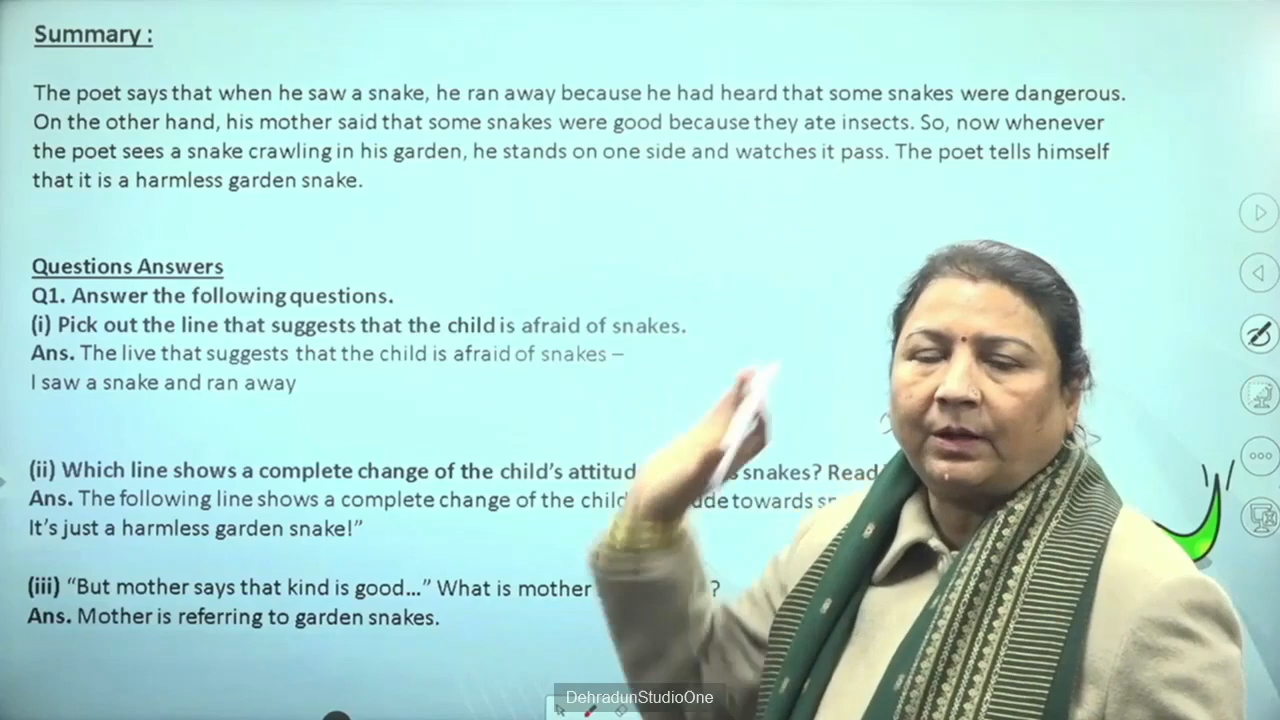 Summary :
The poet says that when he saw a snake, he ran away because he had heard that some snakes were dangerous.
On the other hand, his mother said that some snakes were good because they ate insects. So, now whenever
the poet sees a snake crawling in his garden, he stands on one side and watches it pass. The poet tells himself
that it is a harmless garden snake.
Questions Answers
Q1. Answer the following questions.
(i) Pick out the line that suggests that the child is afraid of snakes.
Ans. The live that suggests that the child is afraid of snakes –
I saw a snake and ran away
(ii) Which line shows a complete change of the child's attitud snakes? Read
Ans. The following line shows a complete change of the child towards
It's just a harmless garden snake!"
(iii) "But mother says that kind is good…" What is mother ?
Ans. Mother is referring to garden snakes.
DehradunStudioOne